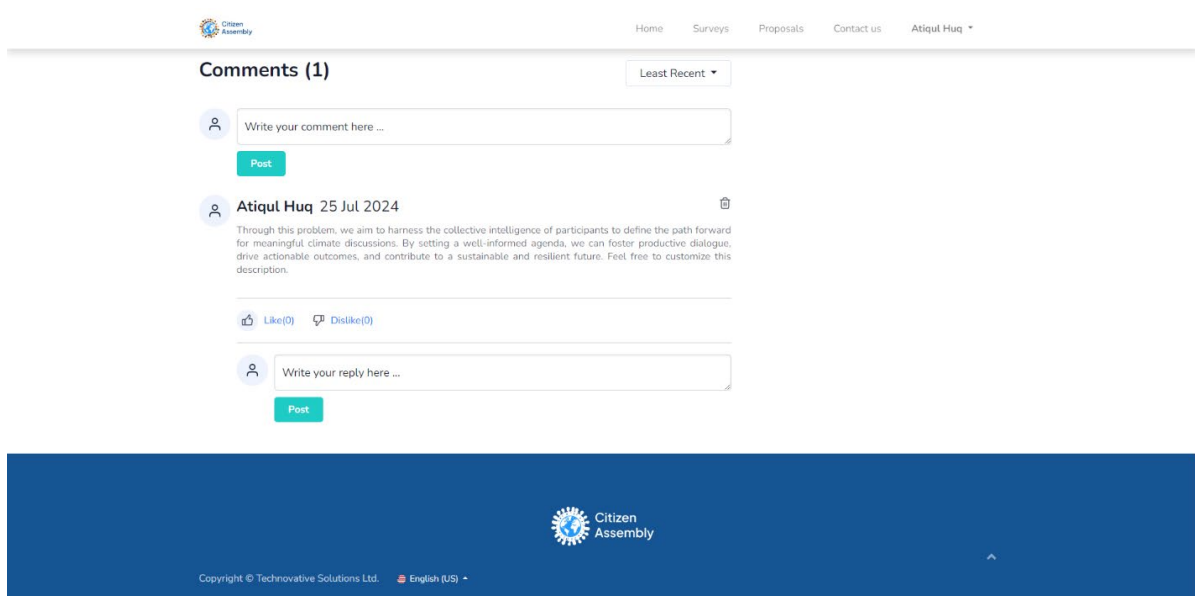 Citizen
Assembly
Home Surveys Proposals Contact us Atiqul Huq
Comments (1)
Least Recent
Write your comment here ...
Post
Atiqul Huq 25 Jul 2024
Through this problem, we aim to harness the collective intelligence of participants to define the path forward
for meaningful climate discussions. By setting a well-informed agenda, we can foster productive dialogue,
drive actionable outcomes, and contribute to a sustainable and resilient future. Feel free to customize this
description.
Like(0) Dislike(0)
Write your reply here ...
Post
Citizen
Assembly
Copyright © Technovative Solutions Ltd. English (US)